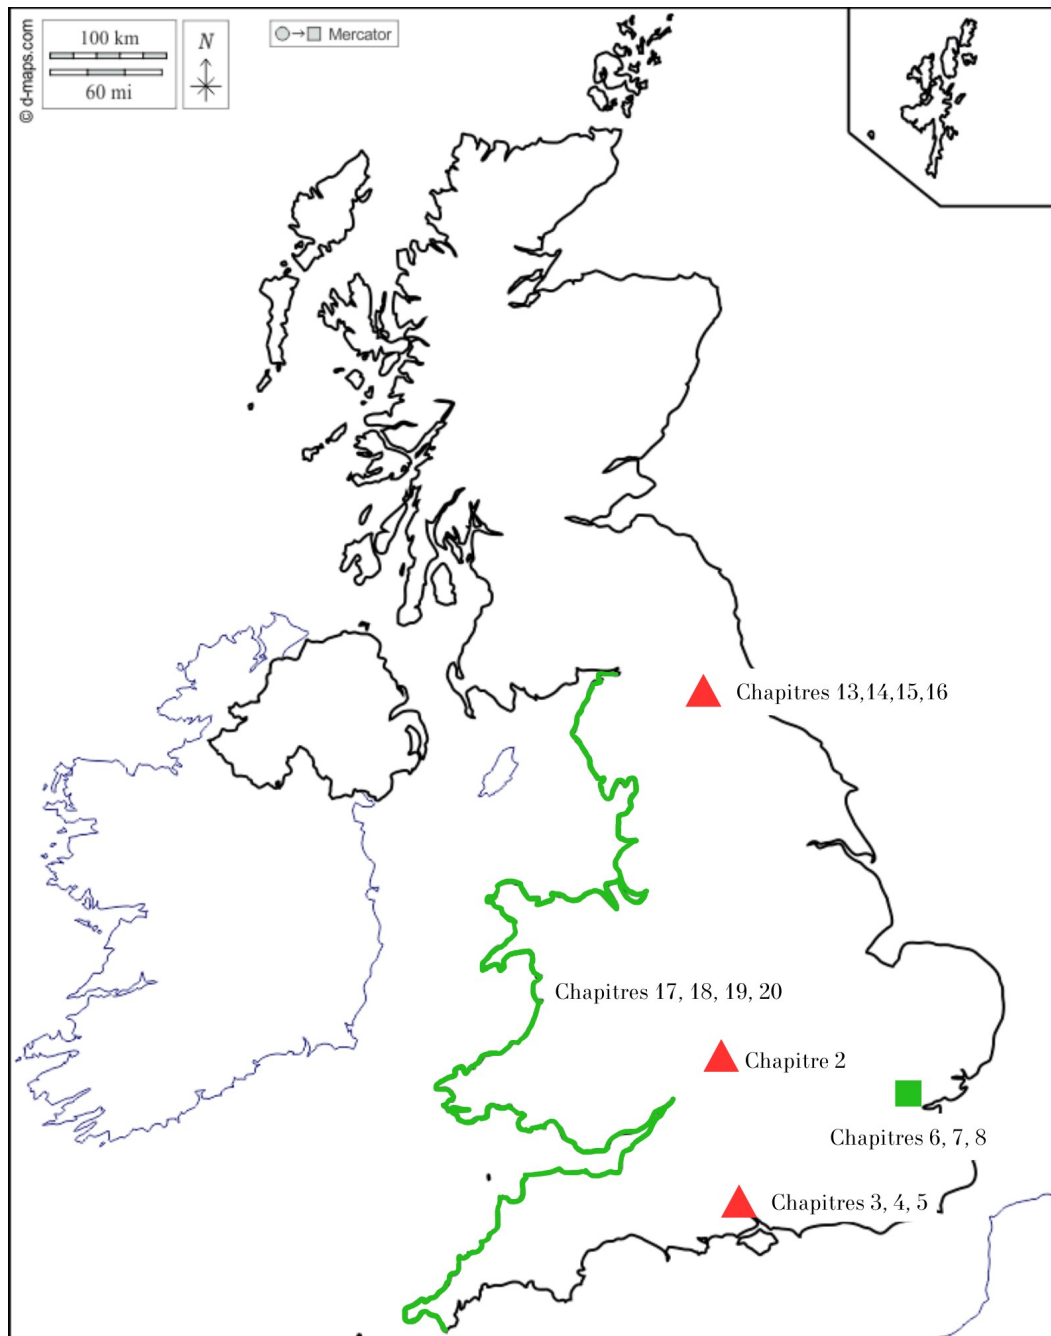 © d-maps.com
100 km
60 mi
N
Mercator
Chapitres 13,14,15,16
Chapitres 17, 18, 19, 20
Chapitre 2
Chapitres 6, 7, 8
Chapitres 3, 4, 5